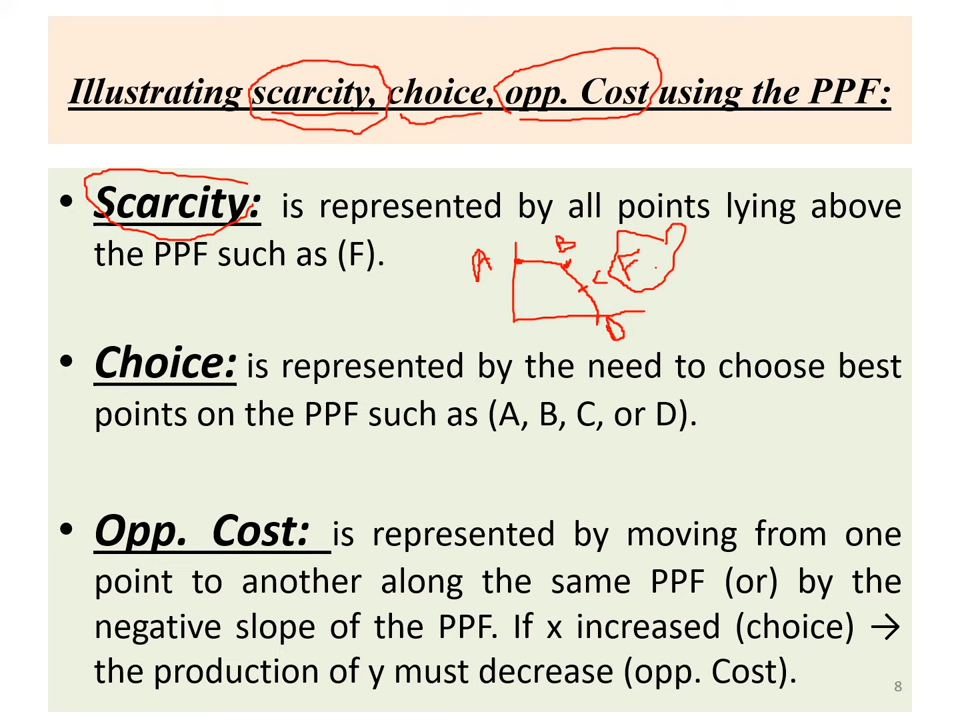 Illustrating scarcity, choice, opp. Cost using the PPF:
• Scarcity: is represented by all points lying above
the PPF such as (F).
A
B
C
F
D
• Choice: is represented by the need to choose best
points on the PPF such as (A, B, C, or D).
• Opp. Cost: is represented by moving from one
point to another along the same PPF (or) by the
negative slope of the PPF. If x increased (choice) →
the production of y must decrease (opp. Cost).
8